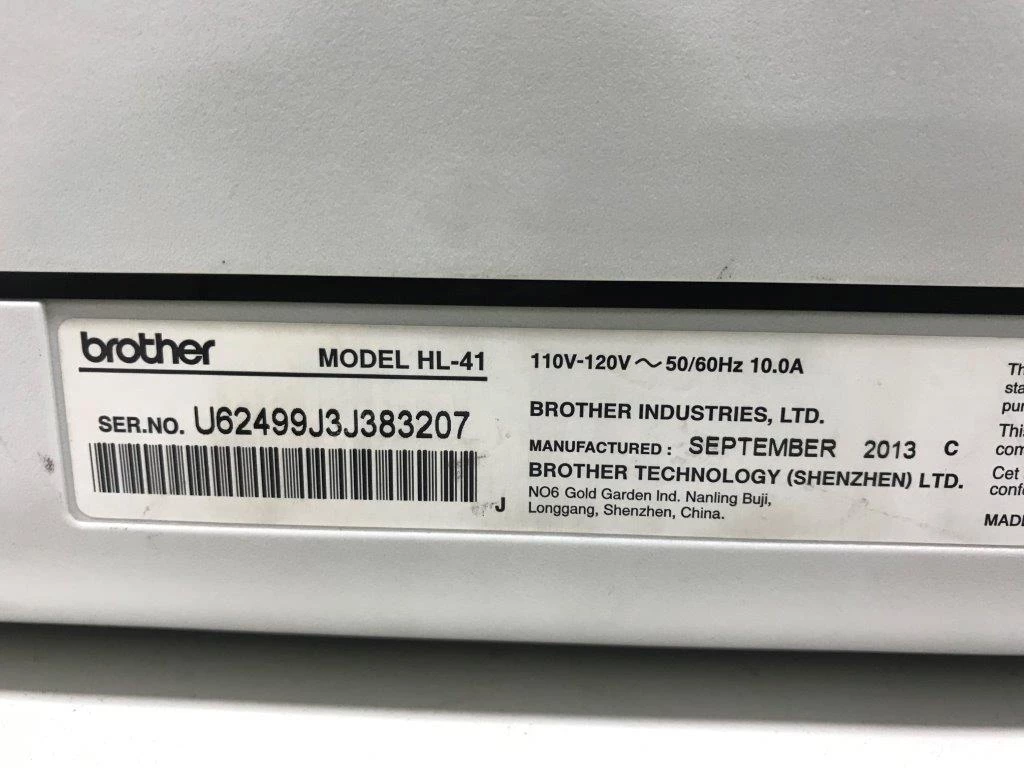 brother
MODEL HL-41
SER.NO. U62499J3J383207
J
110V-120V ~ 50/60Hz 10.0A
BROTHER INDUSTRIES, LTD.
MANUFACTURED : SEPTEMBER 2013 C
BROTHER TECHNOLOGY (SHENZHEN) LTD.
NO6 Gold Garden Ind. Nanling Buji,
Longgang, Shenzhen, China.
Cet